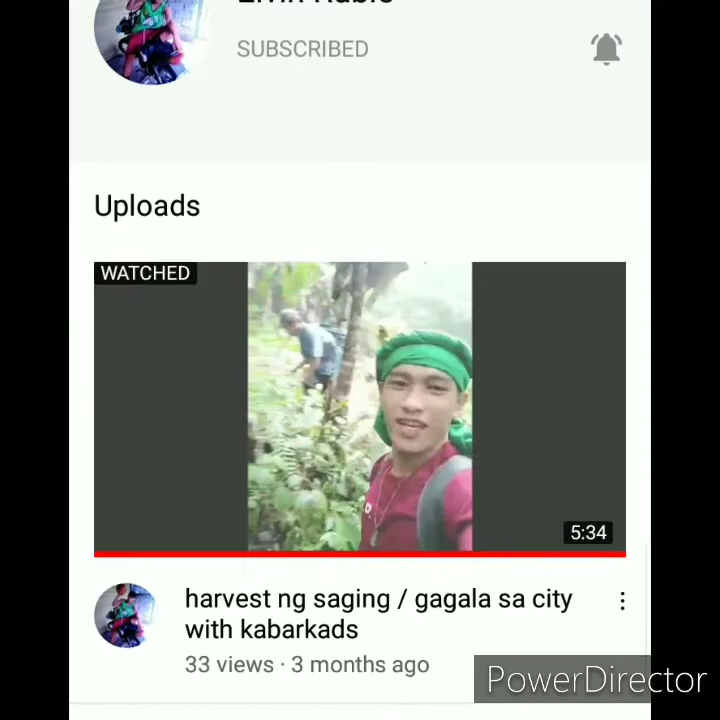 SUBSCRIBED
Uploads
WATCHED
5:34
harvest ng saging / gagala sa city
with kabarkads
33 views · 3 months ago
PowerDirector